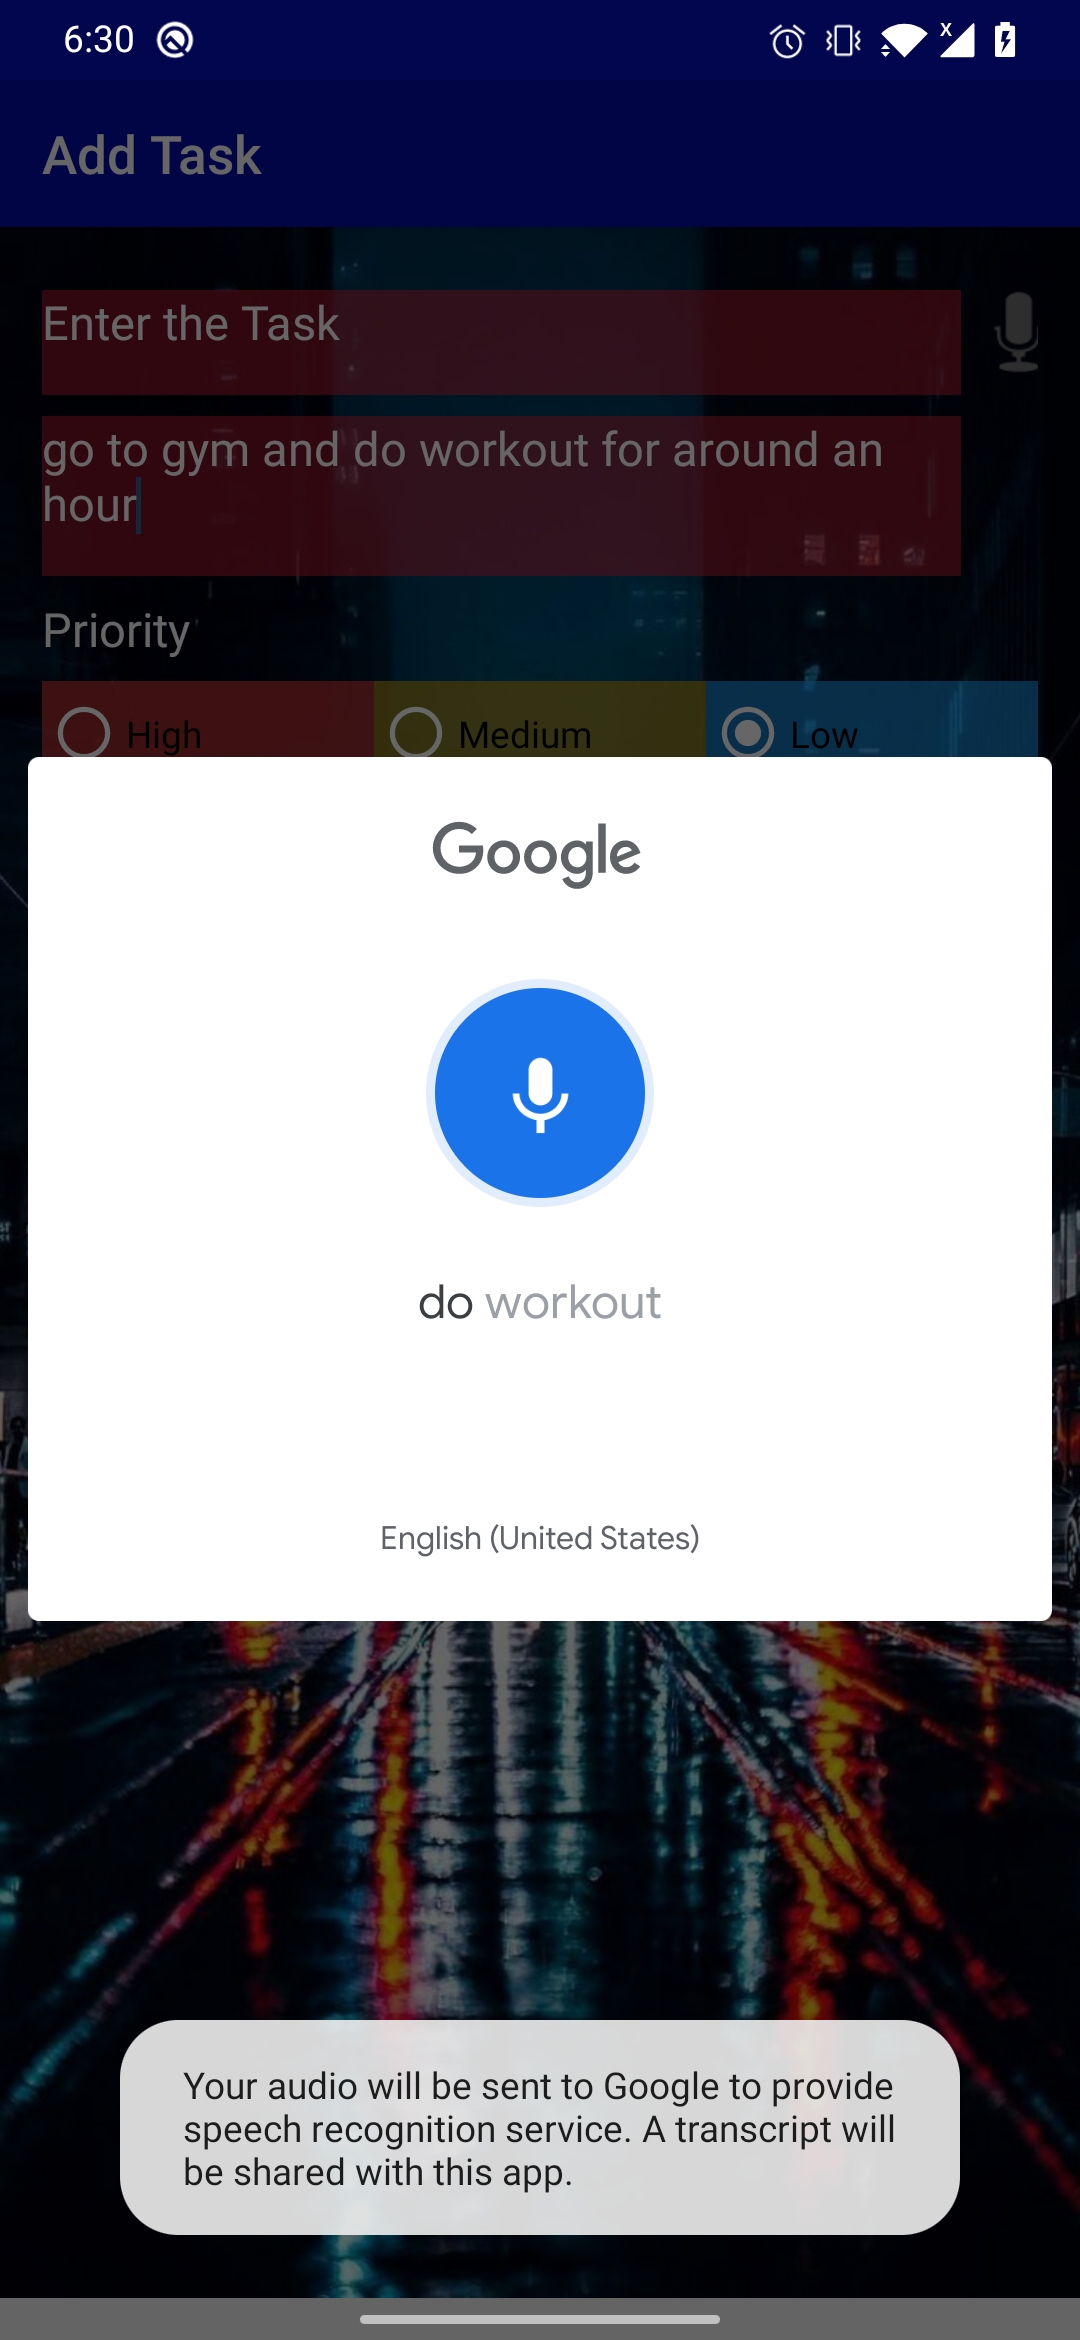 6:30
Add Task
Enter the Task
go to gym and do workout for around an
hour
Priority
High Medium Low
Google
do workout
English (United States)
Your audio will be sent to Google to provide
speech recognition service. A transcript will
be shared with this app.